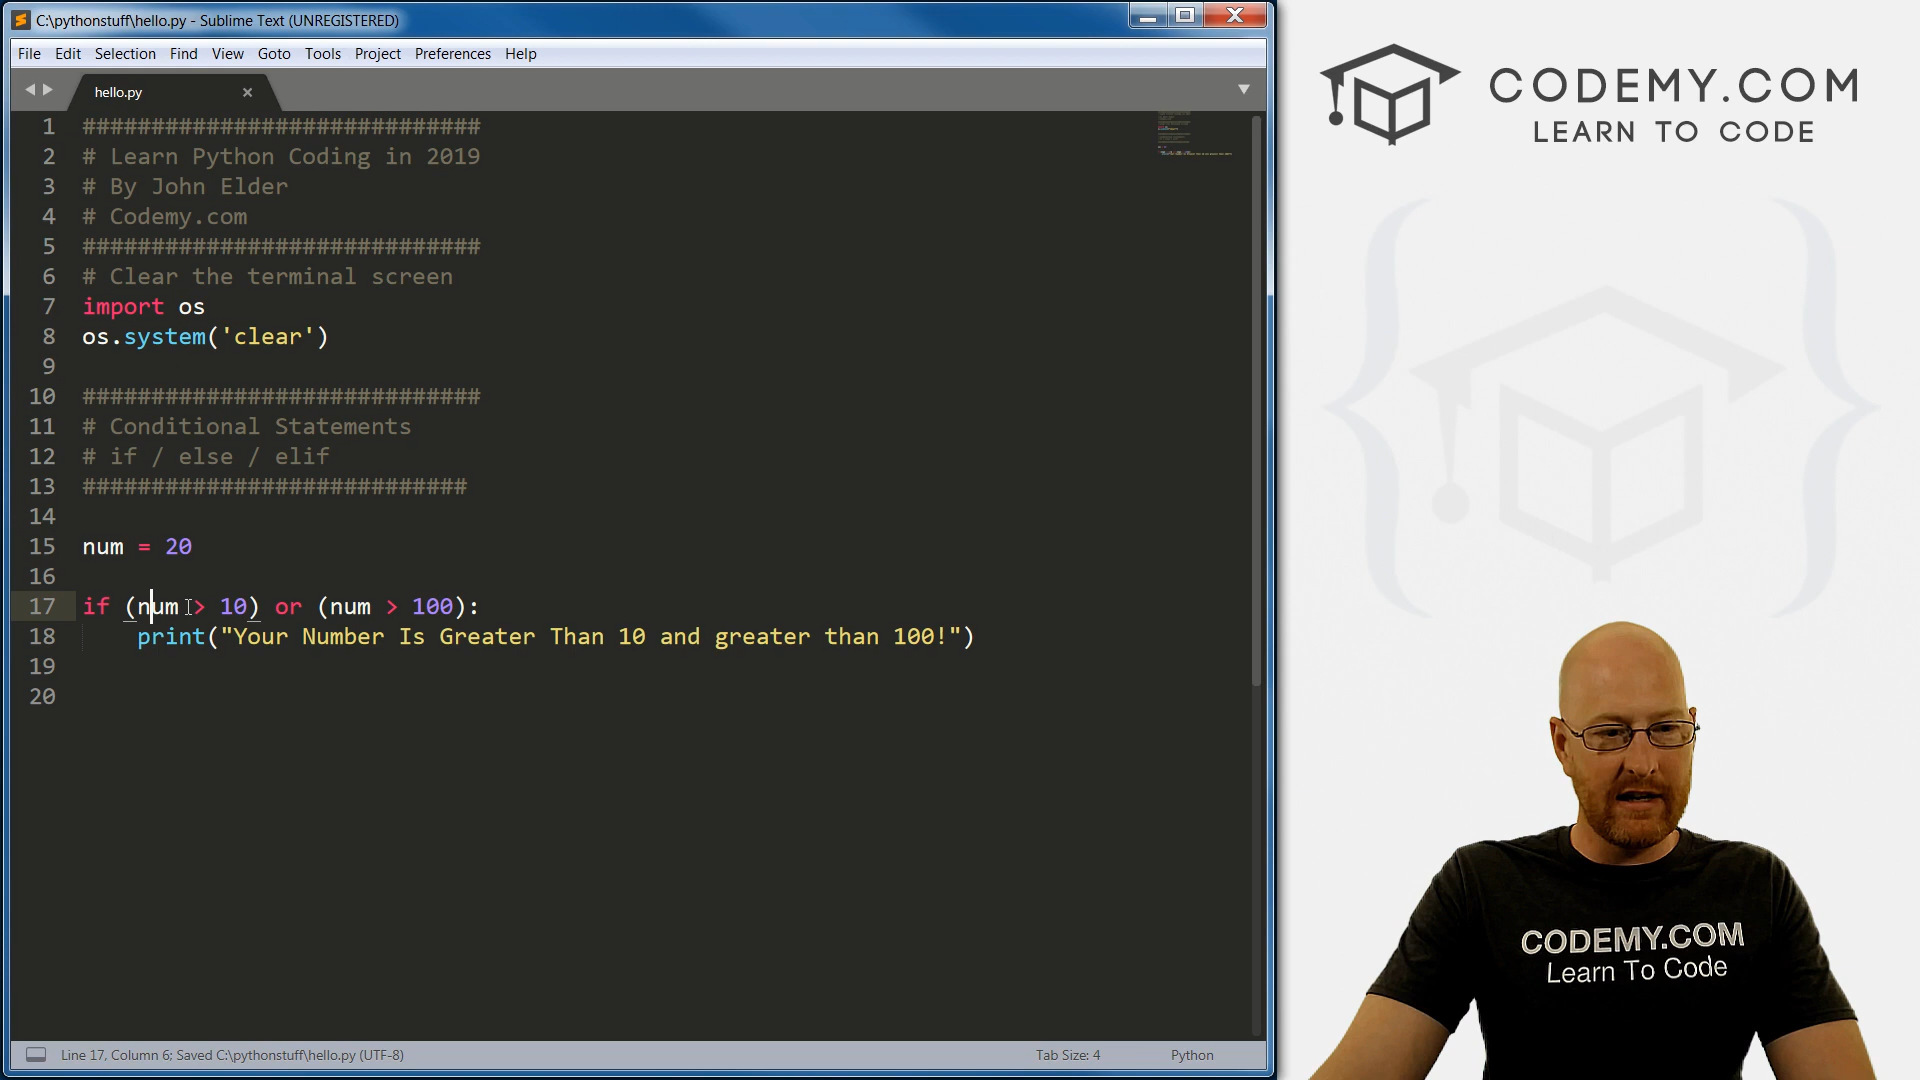 C:\pythonstuff\hello.py - Sublime Text (UNREGISTERED)
File Edit Selection Find View Goto Tools Project Preferences Help
hello.py
1 #############################
2 # Learn Python Coding in 2019
3 # By John Elder
4 # Codemy.com
5 #############################
6 # Clear the terminal screen
7 import os
8 os.system('clear')
9
10 #############################
11 # Conditional Statements
12 # if / else / elif
13 ############################
14
15 num = 20
16
17 if (num > 10) or (num > 100):
18 print("Your Number Is Greater Than 10 and greater than 100!")
19
20
Line 17, Column 6; Saved C:\pythonstuff\hello.py (UTF-8) Tab Size: 4 Python
CODEMY.COM
LEARN TO CODE
CODEMY.COM
Learn To Code